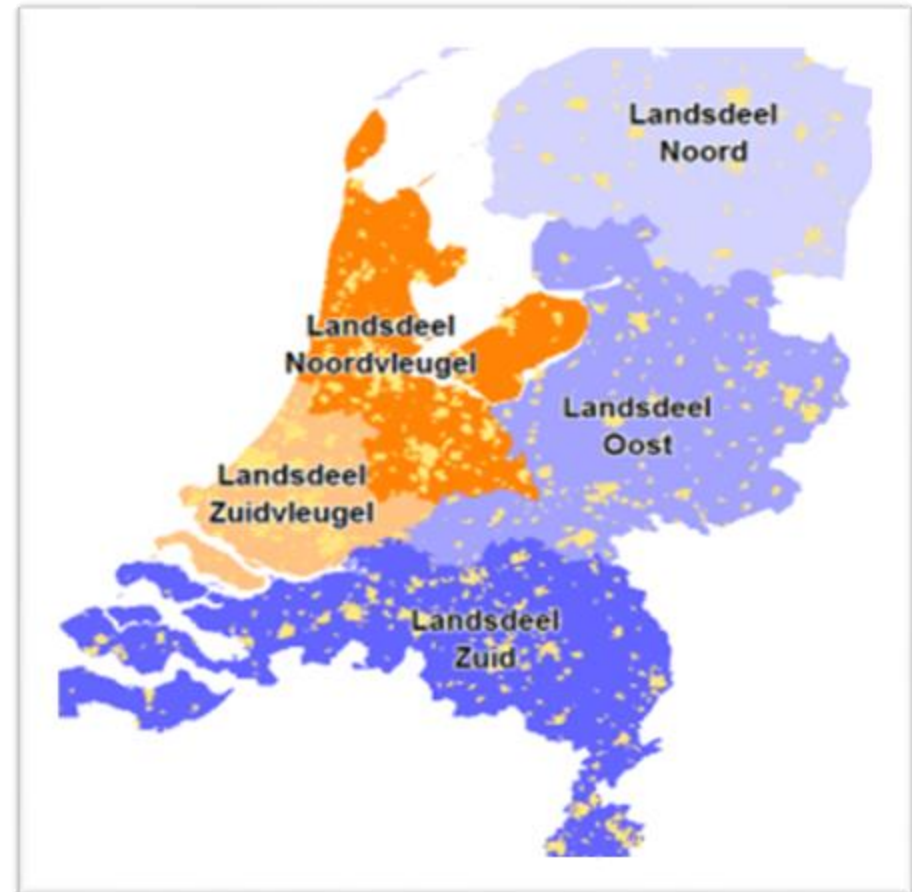 Landsdeel
Noord
Landsdeel
Noordvleugel
Landsdeel
Oost
Landsdeel
Zuidvleugel
Landsdeel
Zuid